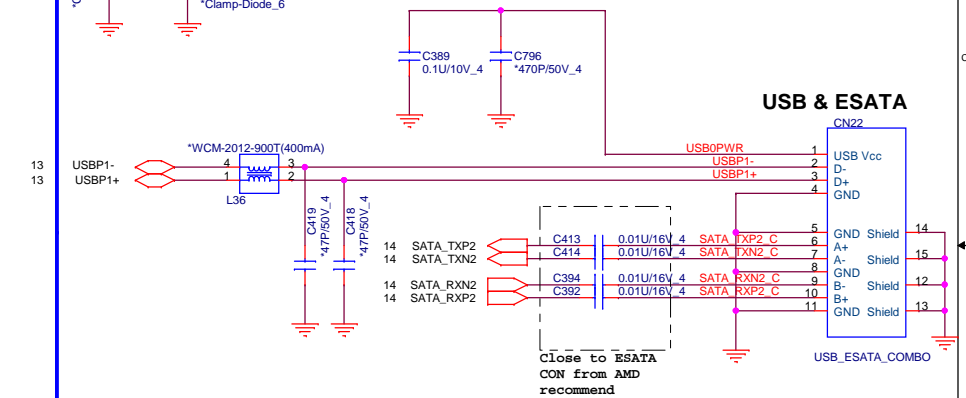 *Clamp-Diode_6
C389
0.1U/10V_4
C796
*470P/50V_4
USB & ESATA
CN22
*WCM-2012-900T(400mA)
13 USBP1-
13 USBP1+
4 3
1 2
L36
USB0PWR
USBP1-
USBP1+
1 USB Vcc
2 D-
3 D+
4 GND
C419
*47P/50V_4
C418
*47P/50V_4
14 SATA_TXP2
14 SATA_TXN2
14 SATA_RXN2
14 SATA_RXP2
C413 0.01U/16V_4 SATA_TXP2_C
C414 0.01U/16V_4 SATA_TXN2_C
C394 0.01U/16V_4 SATA_RXN2_C
C392 0.01U/16V_4 SATA_RXP2_C
5 GND Shield 14
6 A+
7 A- Shield 15
8 GND
9 B- Shield 12
10 B+
11 GND Shield 13
USB_ESATA_COMBO
Close to ESATA
CON from AMD
recommend